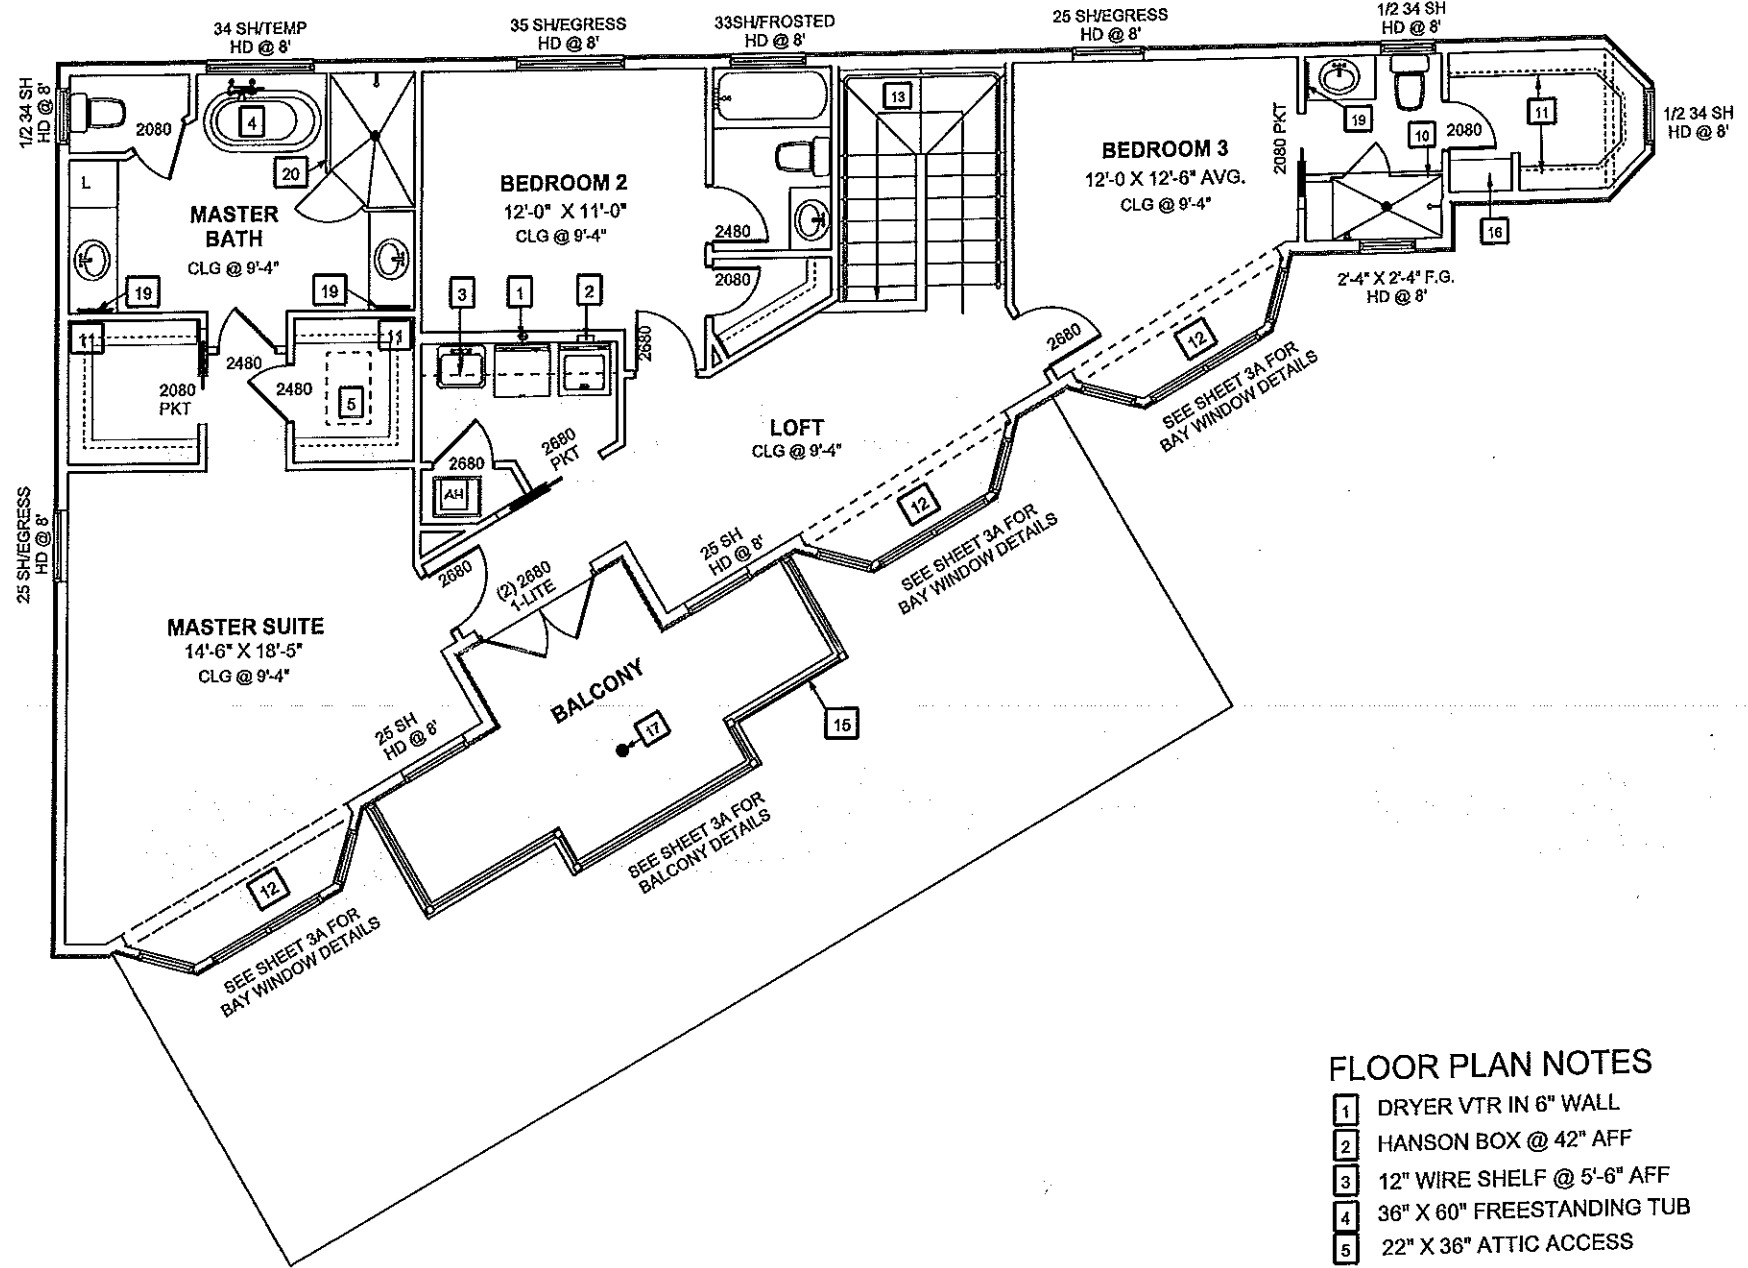 34 SH/TEMP
HD @ 8'
35 SH/EGRESS
HD @ 8'
33SH/FROSTED
HD @ 8'
25 SH/EGRESS
HD @ 8'
1/2 34 SH
HD @ 8'
1/2 34 SH
HD @ 8'
1/2 34 SH
HD @ 8'
2080
4
20
L
MASTER
BATH
CLG @ 9'-4"
19
19
BEDROOM 2
12'-0" X 11'-0"
CLG @ 9'-4"
2480
2080
13
BEDROOM 3
12'-0 X 12'-6" AVG.
CLG @ 9'-4"
2080 PKT
19
10
2080
11
16
2'-4" X 2'-4" F.G.
HD @ 8'
3
1
2
11
2080
PKT
2480
2480
11
5
2680
2680
PKT
2680
AH
LOFT
CLG @ 9'-4"
2680
12
SEE SHEET 3A FOR
BAY WINDOW DETAILS
12
SEE SHEET 3A FOR
BAY WINDOW DETAILS
25 SH/EGRESS
HD @ 8'
2680
(2) 2680
1-LITE
25 SH
HD @ 8'
MASTER SUITE
14'-6" X 18'-5"
CLG @ 9'-4"
BALCONY
17
15
25 SH
HD @ 8'
SEE SHEET 3A FOR
BALCONY DETAILS
12
SEE SHEET 3A FOR
BAY WINDOW DETAILS
FLOOR PLAN NOTES
1 DRYER VTR IN 6" WALL
2 HANSON BOX @ 42" AFF
3 12" WIRE SHELF @ 5'-6" AFF
4 36" X 60" FREESTANDING TUB
5 22" X 36" ATTIC ACCESS